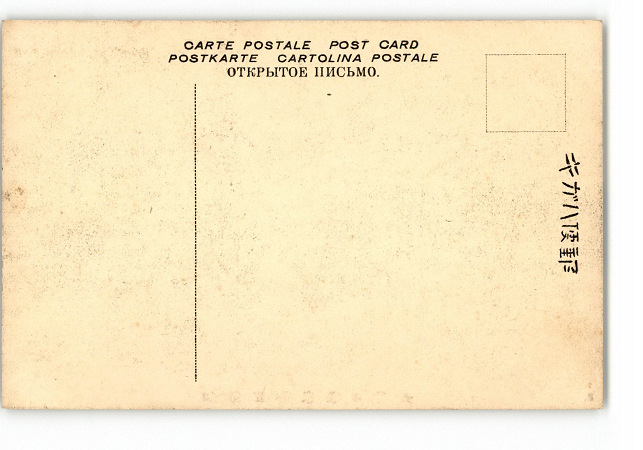 CARTE POSTALE POST CARD
POSTKARTE CARTOLINA POSTALE
ОТКРЫТОЕ ПИСЬМО.
郵便ハガキ